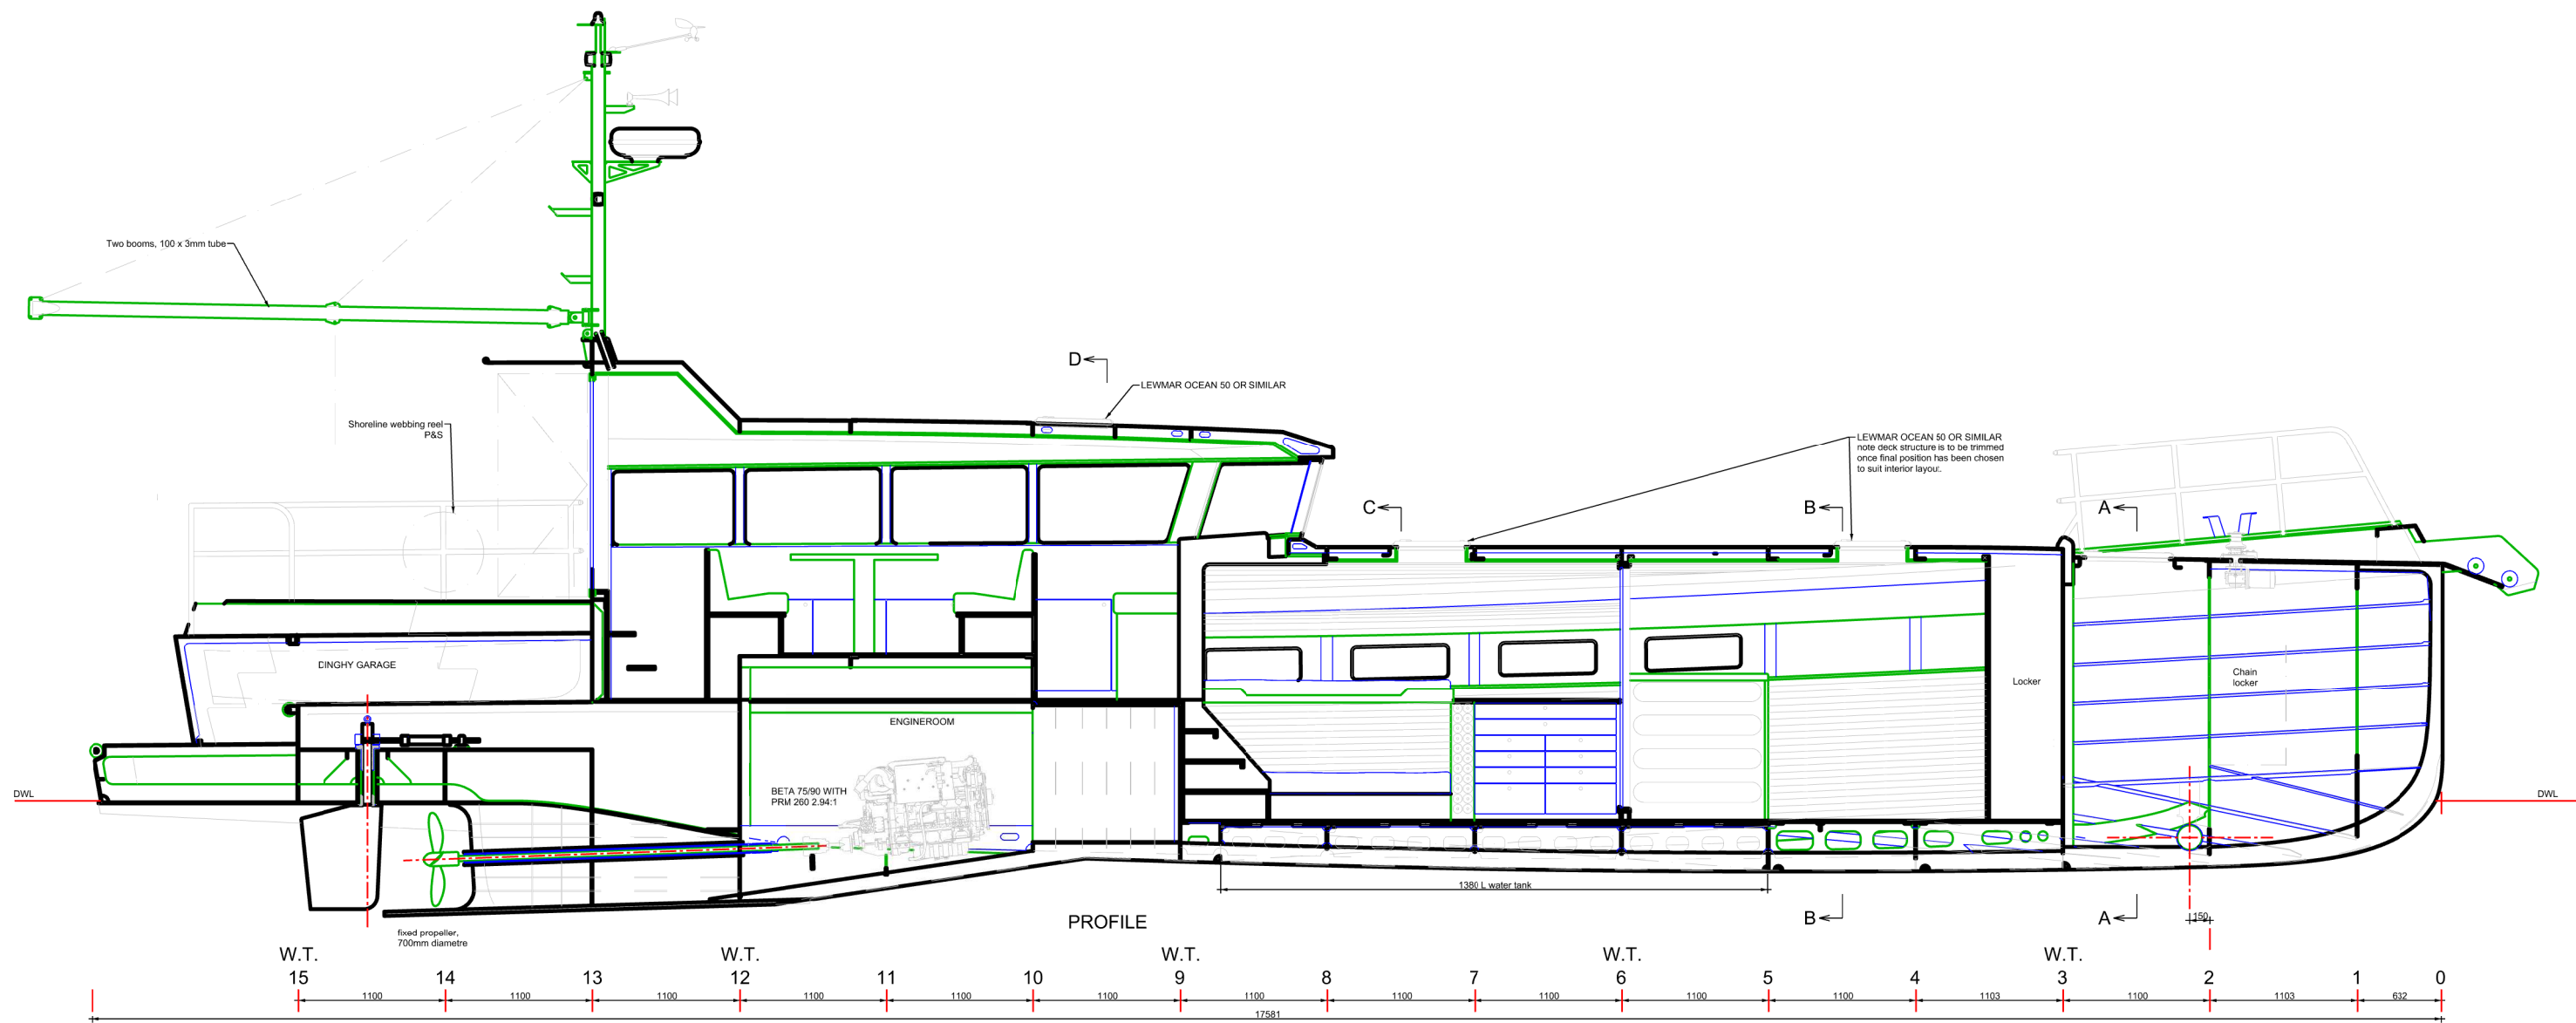 Two booms, 100 x 3mm tube
D
LEWMAR OCEAN 50 OR SIMILAR
Shoreline webbing reel
P&S
LEWMAR OCEAN 50 OR SIMILAR
note deck structure is to be trimmed
once final position has been chosen
to suit interior layout.
C
B
A
DINGHY GARAGE
Locker
Chain
locker
ENGINEROOM
BETA 75/90 WITH
PRM 260 2.94:1
DWL
DWL
1380 L water tank
B
A
150
PROFILE
fixed propeller,
700mm diametre
W.T. W.T. W.T. W.T. W.T.
15 14 13 12 11 10 9 8 7 6 5 4 3 2 1 0
1100 1100 1100 1100 1100 1100 1100 1100 1100 1100 1100 1103 1100 1103 632
17581